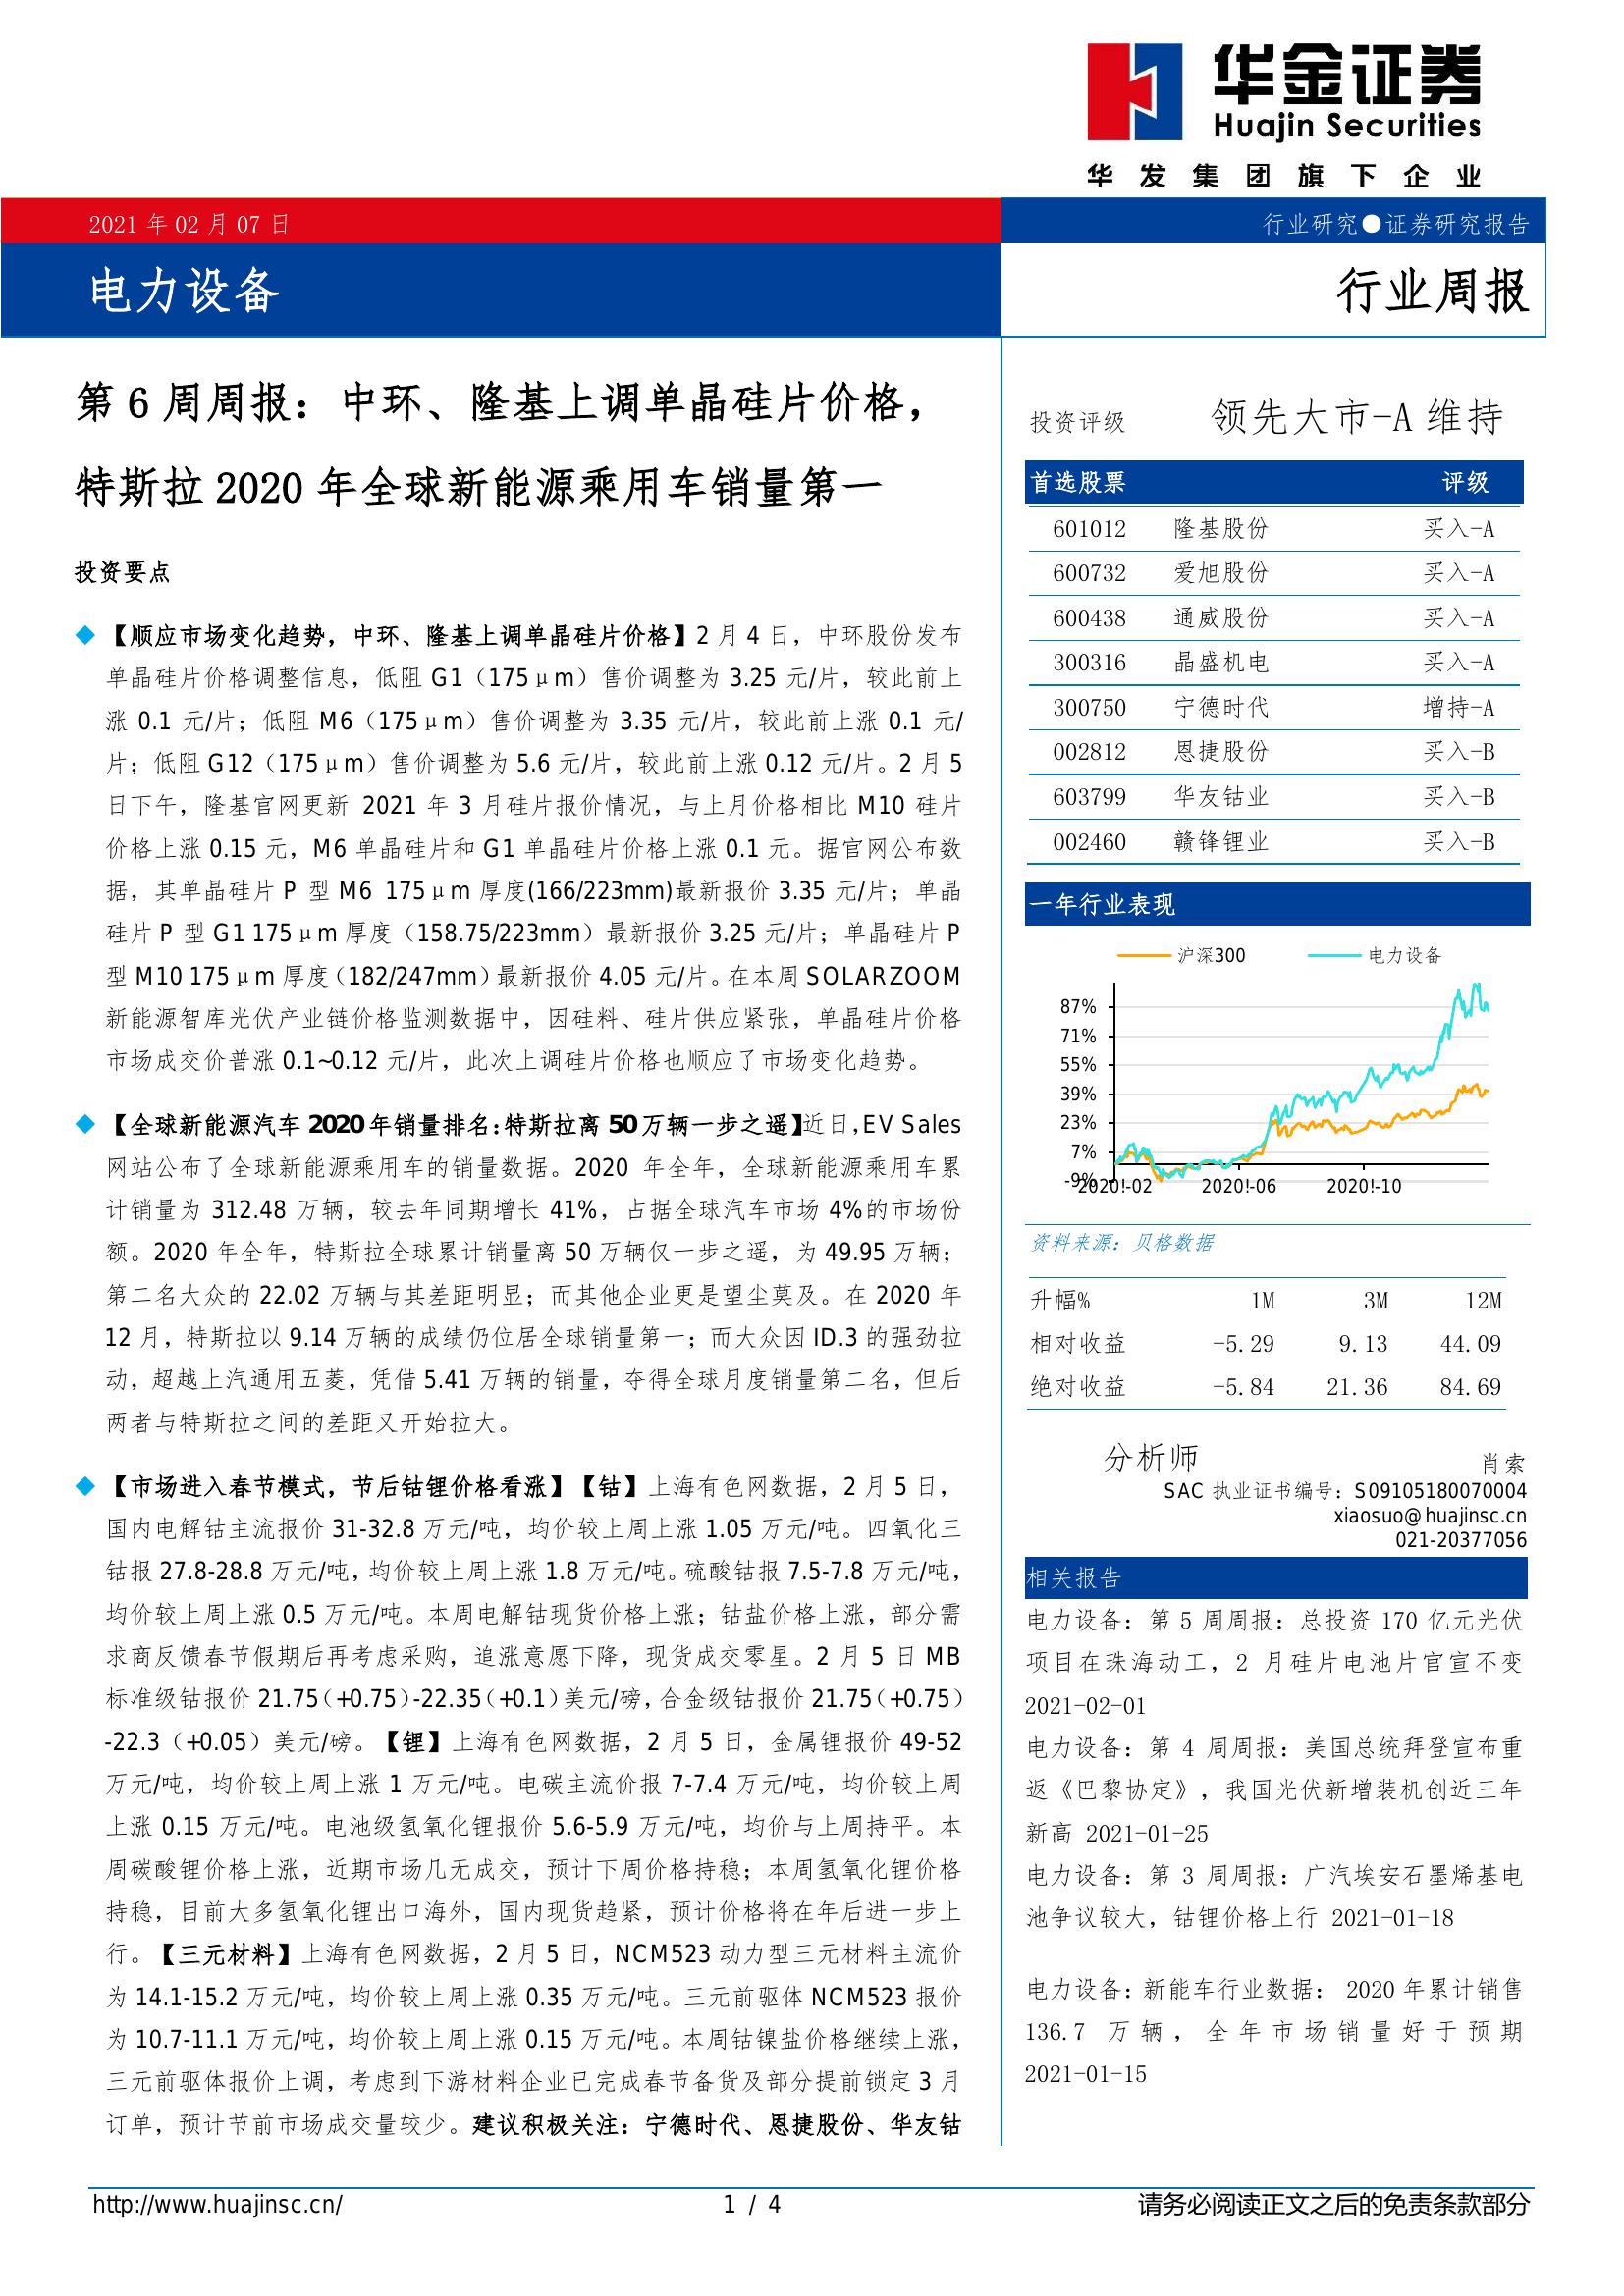 华金证券
Huajin Securities
华发集团旗下企业
2021 年 02 月 07 日
行业研究●证券研究报告
电力设备
行业周报
第 6 周周报：中环、隆基上调单晶硅片价格，
特斯拉 2020 年全球新能源乘用车销量第一
投资要点
【顺应市场变化趋势，中环、隆基上调单晶硅片价格】2 月 4 日，中环股份发布
单晶硅片价格调整信息，低阻 G1（175μm）售价调整为 3.25 元/片，较此前上
涨 0.1 元/片；低阻 M6（175μm）售价调整为 3.35 元/片，较此前上涨 0.1 元/
片；低阻 G12（175μm）售价调整为 5.6 元/片，较此前上涨 0.12 元/片。2 月 5
日下午，隆基官网更新 2021 年 3 月硅片报价情况，与上月价格相比 M10 硅片
价格上涨 0.15 元，M6 单晶硅片和 G1 单晶硅片价格上涨 0.1 元。据官网公布数
据，其单晶硅片 P 型 M6 175μm 厚度(166/223mm)最新报价 3.35 元/片；单晶
硅片 P 型 G1 175μm 厚度（158.75/223mm）最新报价 3.25 元/片；单晶硅片 P
型 M10 175μm 厚度（182/247mm）最新报价 4.05 元/片。在本周 SOLARZOOM
新能源智库光伏产业链价格监测数据中，因硅料、硅片供应紧张，单晶硅片价格
市场成交价普涨 0.1~0.12 元/片，此次上调硅片价格也顺应了市场变化趋势。
【全球新能源汽车 2020 年销量排名：特斯拉离 50 万辆一步之遥】近日，EV Sales
网站公布了全球新能源乘用车的销量数据。2020 年全年，全球新能源乘用车累
计销量为 312.48 万辆，较去年同期增长 41%，占据全球汽车市场 4%的市场份
额。2020 年全年，特斯拉全球累计销量离 50 万辆仅一步之遥，为 49.95 万辆；
第二名大众的 22.02 万辆与其差距明显；而其他企业更是望尘莫及。在 2020 年
12 月，特斯拉以 9.14 万辆的成绩仍位居全球销量第一；而大众因 ID.3 的强劲拉
动，超越上汽通用五菱，凭借 5.41 万辆的销量，夺得全球月度销量第二名，但后
两者与特斯拉之间的差距又开始拉大。
【市场进入春节模式，节后钴锂价格看涨】【钴】上海有色网数据，2 月 5 日，
国内电解钴主流报价 31-32.8 万元/吨，均价较上周上涨 1.05 万元/吨。四氧化三
钴报 27.8-28.8 万元/吨，均价较上周上涨 1.8 万元/吨。硫酸钴报 7.5-7.8 万元/吨，
均价较上周上涨 0.5 万元/吨。本周电解钴现货价格上涨；钴盐价格上涨，部分需
求商反馈春节假期后再考虑采购，追涨意愿下降，现货成交零星。2 月 5 日 MB
标准级钴报价 21.75（+0.75）-22.35（+0.1）美元/磅，合金级钴报价 21.75（+0.75）
-22.3（+0.05）美元/磅。【锂】上海有色网数据，2 月 5 日，金属锂报价 49-52
万元/吨，均价较上周上涨 1 万元/吨。电碳主流价报 7-7.4 万元/吨，均价较上周
上涨 0.15 万元/吨。电池级氢氧化锂报价 5.6-5.9 万元/吨，均价与上周持平。本
周碳酸锂价格上涨，近期市场几无成交，预计下周价格持稳；本周氢氧化锂价格
持稳，目前大多氢氧化锂出口海外，国内现货趋紧，预计价格将在年后进一步上
行。【三元材料】上海有色网数据，2 月 5 日，NCM523 动力型三元材料主流价
为 14.1-15.2 万元/吨，均价较上周上涨 0.35 万元/吨。三元前驱体 NCM523 报价
为 10.7-11.1 万元/吨，均价较上周上涨 0.15 万元/吨。本周钴镍盐价格继续上涨，
三元前驱体报价上调，考虑到下游材料企业已完成春节备货及部分提前锁定 3 月
订单，预计节前市场成交量较少。建议积极关注：宁德时代、恩捷股份、华友钴
投资评级 领先大市-A 维持
首选股票 评级
601012 隆基股份 买入-A
600732 爱旭股份 买入-A
600438 通威股份 买入-A
300316 晶盛机电 买入-A
300750 宁德时代 增持-A
002812 恩捷股份 买入-B
603799 华友钴业 买入-B
002460 赣锋锂业 买入-B
一年行业表现
沪深300 电力设备
87%
71%
55%
39%
23%
7%
-9%
2020!-02 2020!-06 2020!-10
资料来源：贝格数据
升幅% 1M 3M 12M
相对收益 -5.29 9.13 44.09
绝对收益 -5.84 21.36 84.69
分析师 肖索
SAC 执业证书编号：S09105180070004
xiaosuo@huajinsc.cn
021-20377056
相关报告
电力设备：第 5 周周报：总投资 170 亿元光伏
项目在珠海动工，2 月硅片电池片官宣不变
2021-02-01
电力设备：第 4 周周报：美国总统拜登宣布重
返《巴黎协定》，我国光伏新增装机创近三年
新高 2021-01-25
电力设备：第 3 周周报：广汽埃安石墨烯基电
池争议较大，钴锂价格上行 2021-01-18
电力设备：新能车行业数据： 2020 年累计销售
136.7 万辆，全年市场销量好于预期
2021-01-15
http://www.huajinsc.cn/ 1 / 4 请务必阅读正文之后的免责条款部分